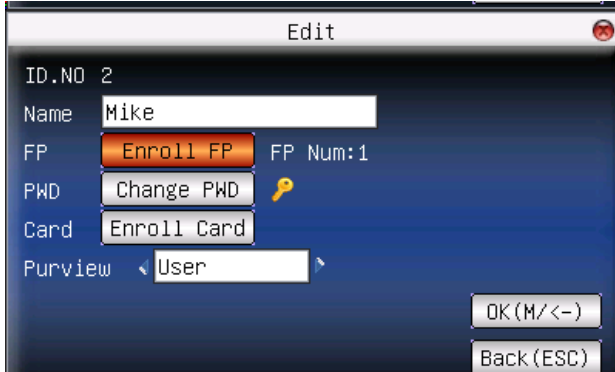 Edit
ID.NO 2
Name Mike
FP Enroll FP FP Num:1
PWD Change PWD
Card Enroll Card
Purview User
OK(M/<-)
Back(ESC)